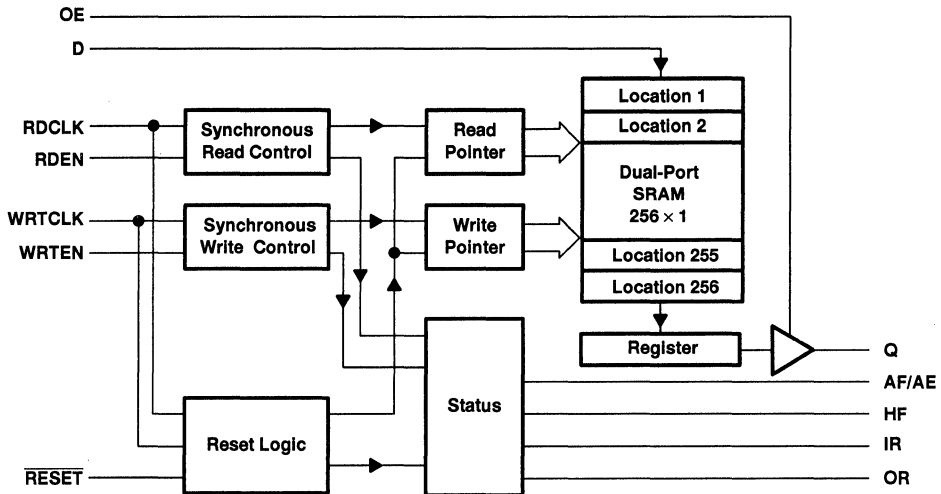 OE
D
RDCLK
RDEN
WRTCLK
WRTEN
RESET
Synchronous
Read Control
Synchronous
Write Control
Reset Logic
Read
Pointer
Write
Pointer
Status
Location 1
Location 2
Dual-Port
SRAM
256 × 1
Location 255
Location 256
Register
Q
AF/AE
HF
IR
OR